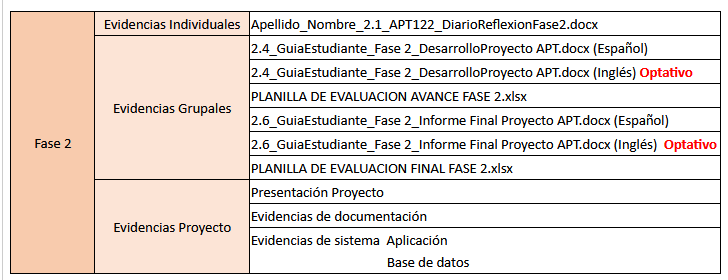 Fase 2
Evidencias Individuales
Apellido_Nombre_2.1_APT122_DiarioReflexionFase2.docx
Evidencias Grupales
2.4_GuiaEstudiante_Fase 2_DesarrolloProyecto APT.docx (Español)
2.4_GuiaEstudiante_Fase 2_DesarrolloProyecto APT.docx (Inglés) Optativo
PLANILLA DE EVALUACION AVANCE FASE 2.xlsx
2.6_GuiaEstudiante_Fase 2_Informe Final Proyecto APT.docx (Español)
2.6_GuiaEstudiante_Fase 2_Informe Final Proyecto APT.docx (Inglés) Optativo
PLANILLA DE EVALUACION FINAL FASE 2.xlsx
Evidencias Proyecto
Presentación Proyecto
Evidencias de documentación
Evidencias de sistema Aplicación
Base de datos